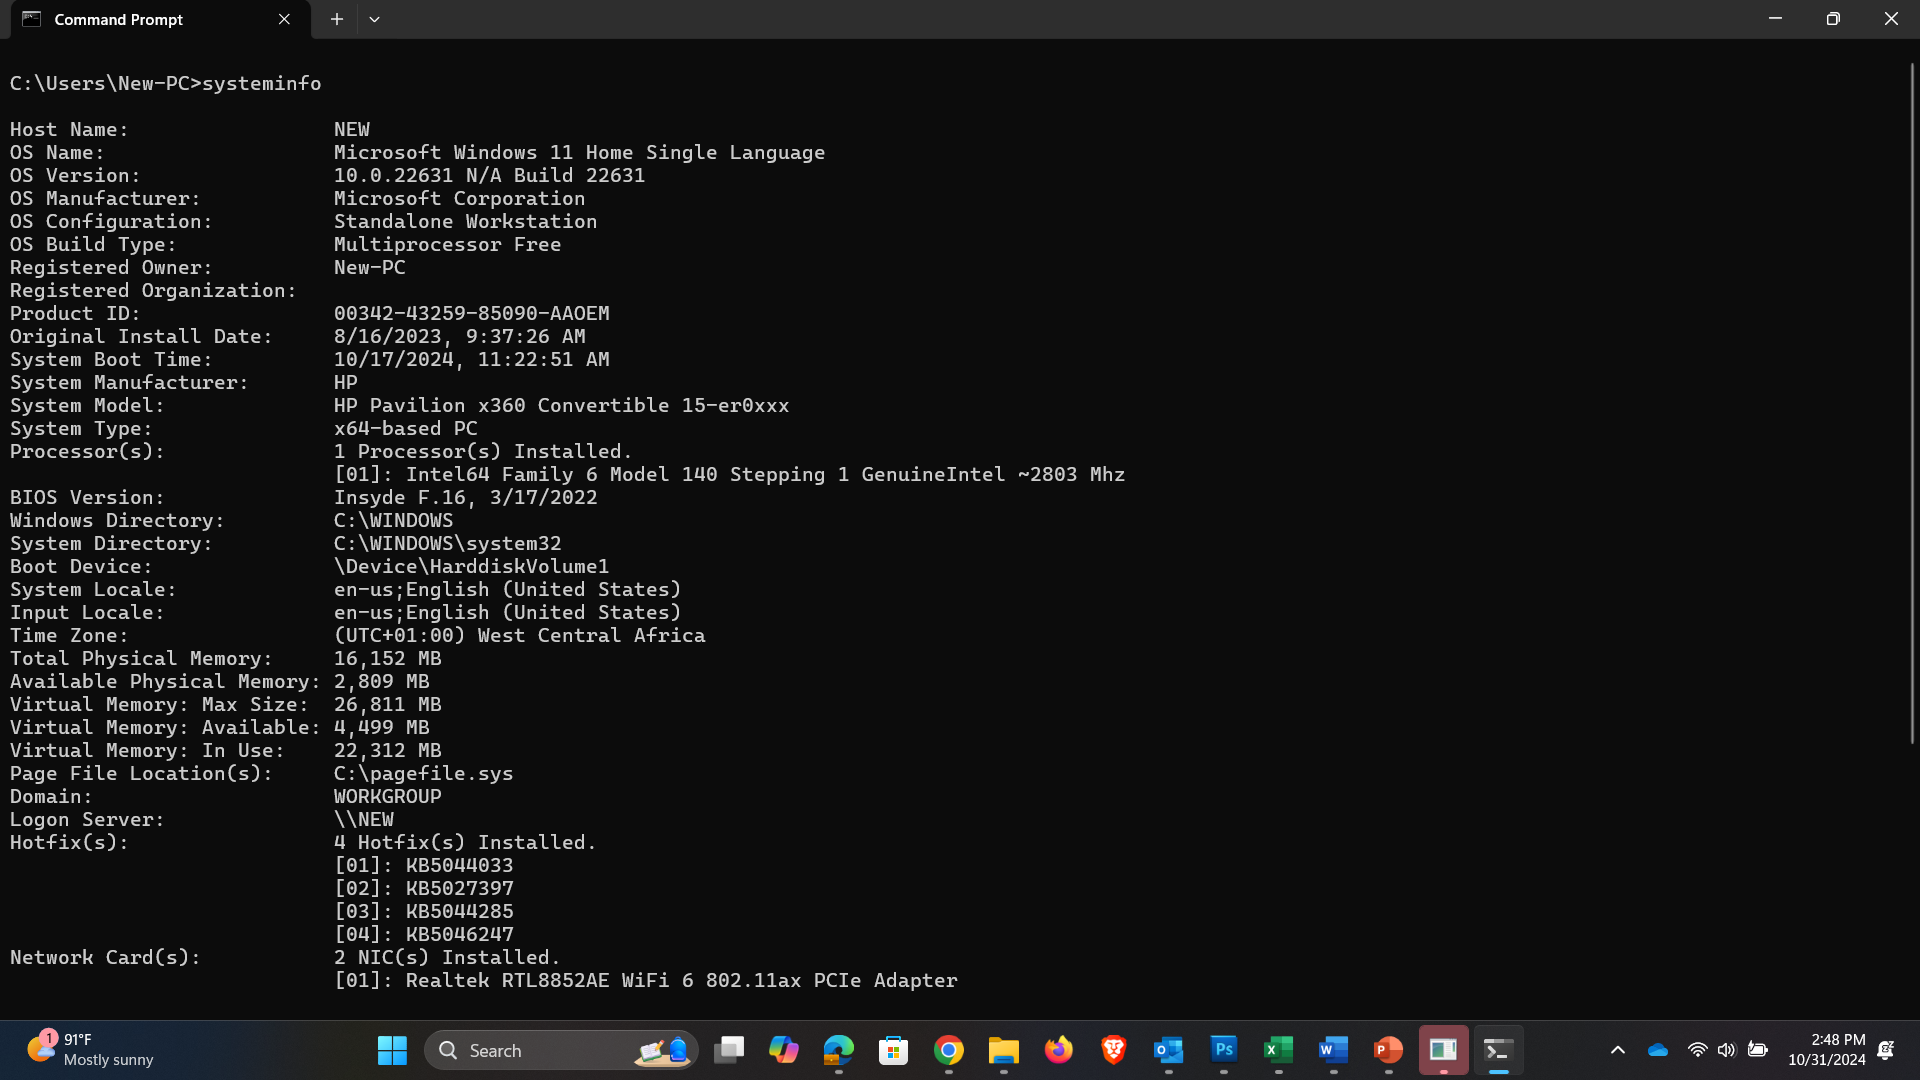 Command Prompt
C:\Users\New-PC>systeminfo
Host Name: NEW
OS Name: Microsoft Windows 11 Home Single Language
OS Version: 10.0.22631 N/A Build 22631
OS Manufacturer: Microsoft Corporation
OS Configuration: Standalone Workstation
OS Build Type: Multiprocessor Free
Registered Owner: New-PC
Registered Organization:
Product ID: 00342-43259-85090-AAOEM
Original Install Date: 8/16/2023, 9:37:26 AM
System Boot Time: 10/17/2024, 11:22:51 AM
System Manufacturer: HP
System Model: HP Pavilion x360 Convertible 15-er0xxx
System Type: x64-based PC
Processor(s): 1 Processor(s) Installed.
[01]: Intel64 Family 6 Model 140 Stepping 1 GenuineIntel ~2803 Mhz
BIOS Version: Insyde F.16, 3/17/2022
Windows Directory: C:\WINDOWS
System Directory: C:\WINDOWS\system32
Boot Device: \Device\HarddiskVolume1
System Locale: en-us;English (United States)
Input Locale: en-us;English (United States)
Time Zone: (UTC+01:00) West Central Africa
Total Physical Memory: 16,152 MB
Available Physical Memory: 2,809 MB
Virtual Memory: Max Size: 26,811 MB
Virtual Memory: Available: 4,499 MB
Virtual Memory: In Use: 22,312 MB
Page File Location(s): C:\pagefile.sys
Domain: WORKGROUP
Logon Server: \\NEW
Hotfix(s): 4 Hotfix(s) Installed.
[01]: KB5044033
[02]: KB5027397
[03]: KB5044285
[04]: KB5046247
Network Card(s): 2 NIC(s) Installed.
[01]: Realtek RTL8852AE WiFi 6 802.11ax PCIe Adapter
1
91°F
Mostly sunny
Search
O
Ps
X
W
P
2:48 PM
10/31/2024